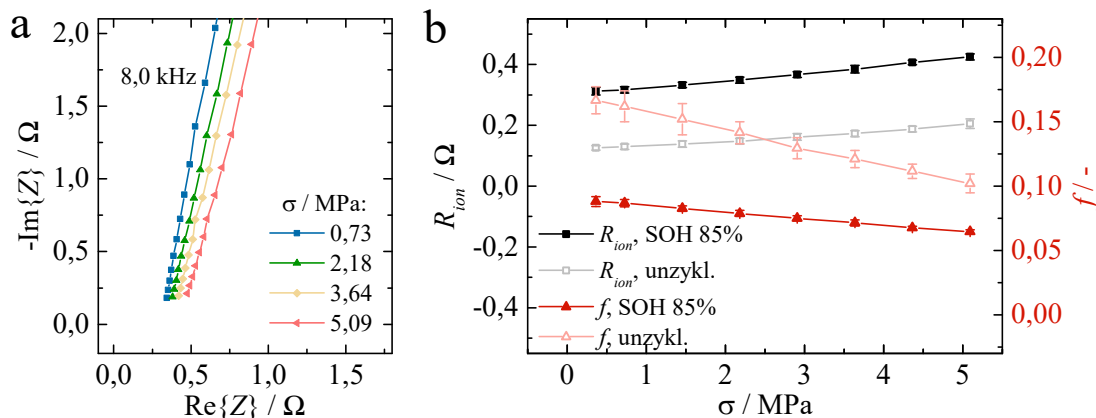 a
2,0
1,5
1,0
0,5
0,0
-Im{Z} / Ω
8,0 kHz
σ / MPa:
0,73
2,18
3,64
5,09
0,0 0,5 1,0 1,5
Re{Z} / Ω
b
0,4
0,2
0,0
-0,2
-0,4
R_ion / Ω
R_ion, SOH 85%
R_ion, unzykl.
f, SOH 85%
f, unzykl.
0 1 2 3 4 5
σ / MPa
0,20
0,15
0,10
0,05
0,00
f / -